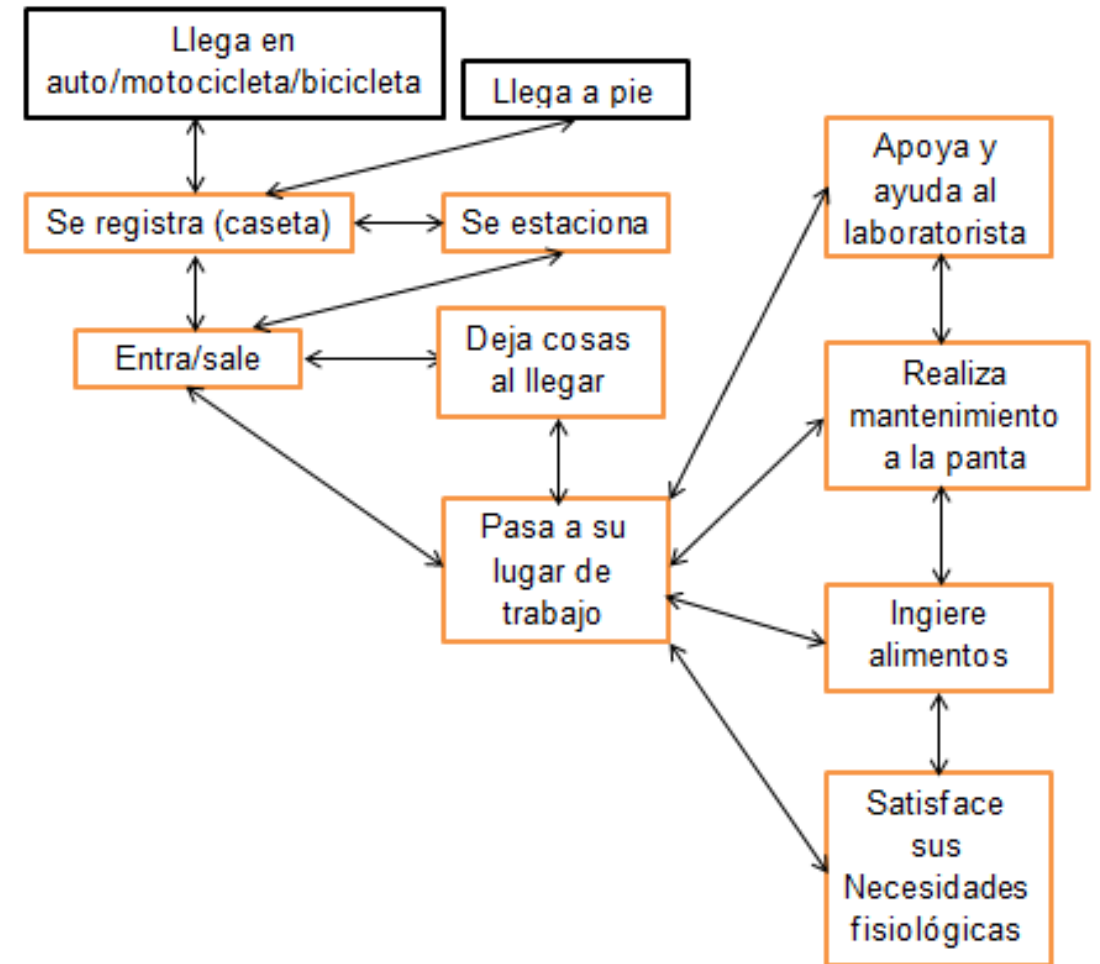 Llega en
auto/motocicleta/bicicleta
Llega a pie
Se registra (caseta)
Se estaciona
Entra/sale
Deja cosas
al llegar
Pasa a su
lugar de
trabajo
Apoya y
ayuda al
laboratorista
Realiza
mantenimiento
a la panta
Ingiere
alimentos
Satisface
sus
Necesidades
fisiológicas